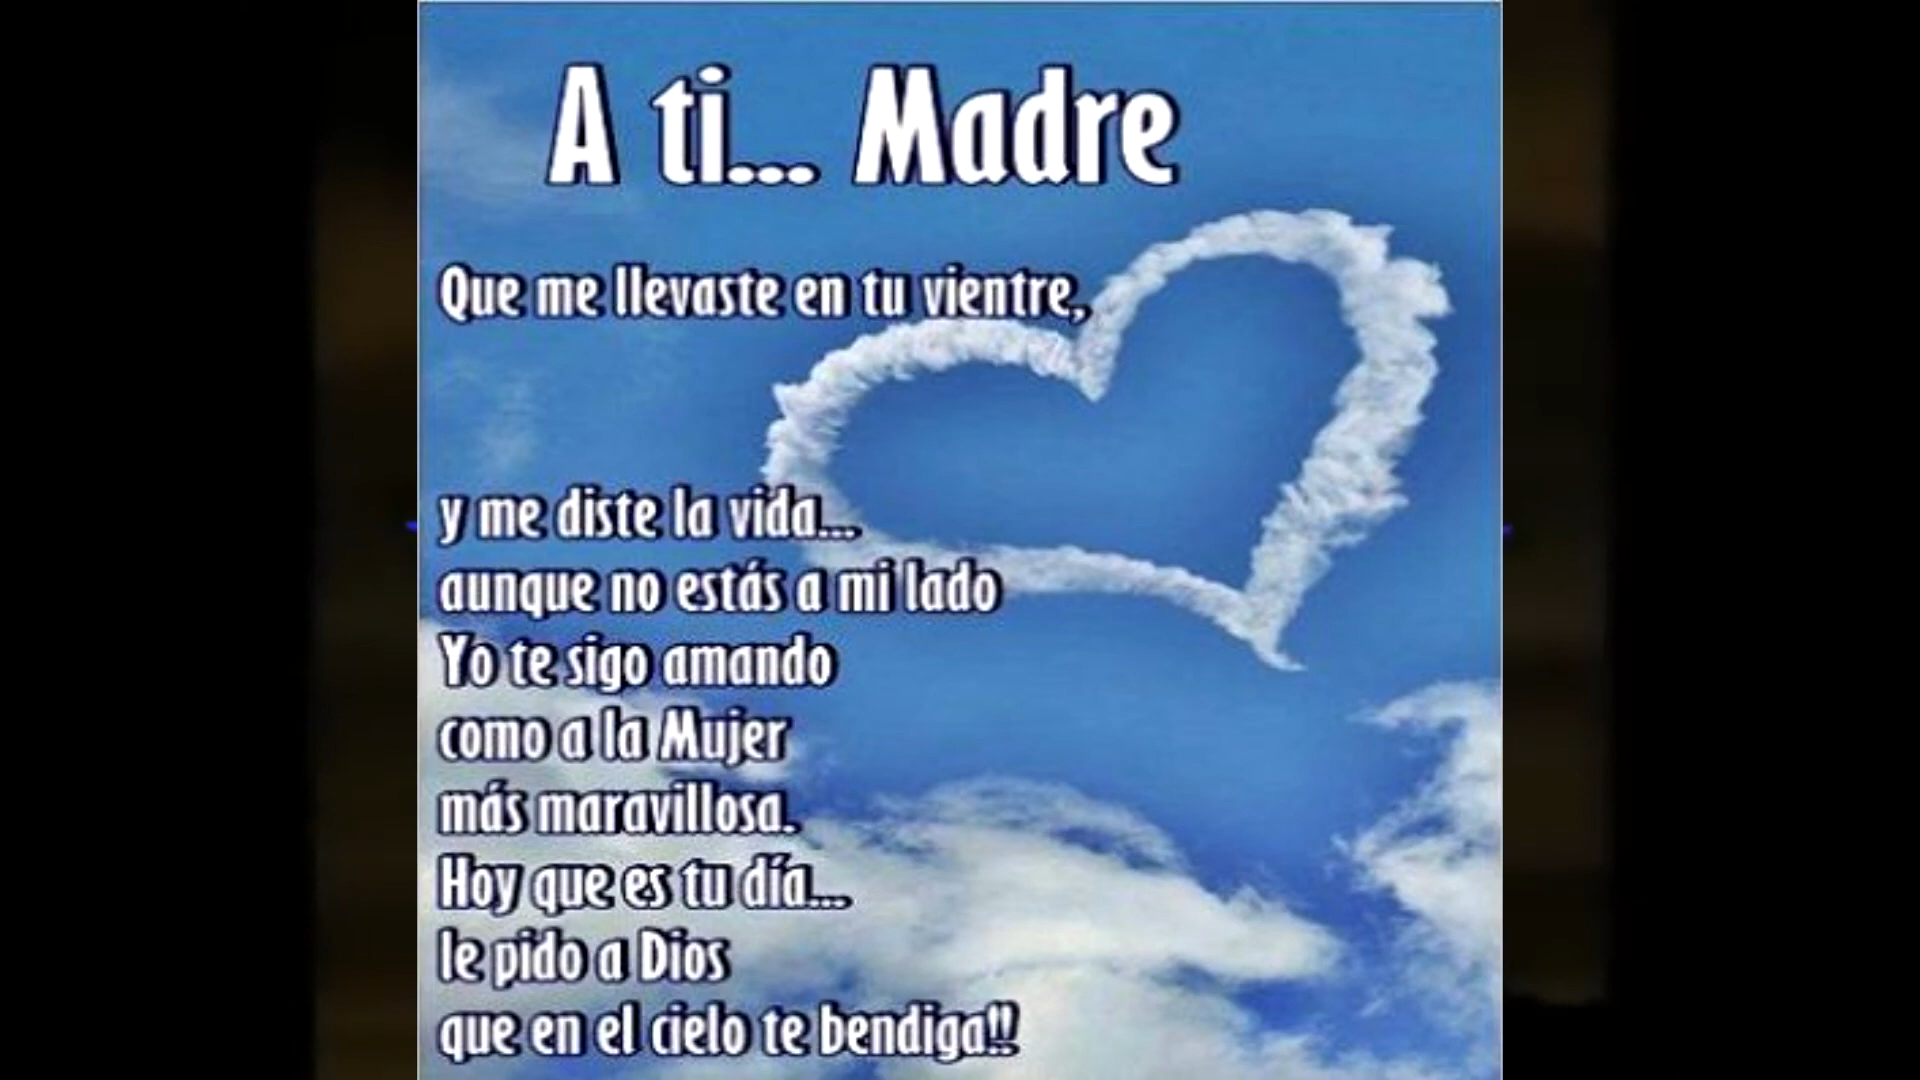 A ti... Madre
Que me llevaste en tu vientre,
y me diste la vida...
aunque no estás a mi lado
Yo te sigo amando
como a la Mujer
más maravillosa.
Hoy que es tu día...
le pido a Dios
que en el cielo te bendiga!!